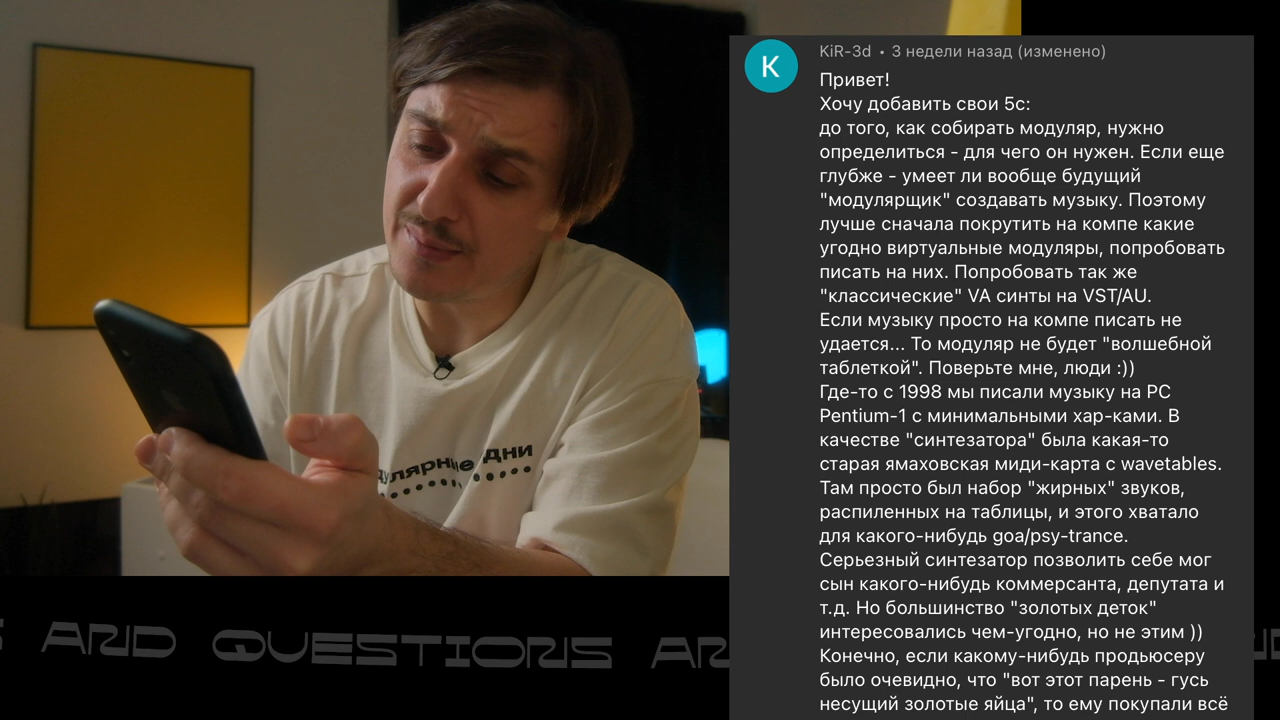 KiR-3d • 3 недели назад (изменено)
K
Привет!
Хочу добавить свои 5с:
до того, как собирать модуляр, нужно
определиться - для чего он нужен. Если еще
глубже - умеет ли вообще будущий
"модулярщик" создавать музыку. Поэтому
лучше сначала покрутить на компе какие
угодно виртуальные модуляры, попробовать
писать на них. Попробовать так же
"классические" VA синты на VST/AU.
Если музыку просто на компе писать не
удается... То модуляр не будет "волшебной
таблеткой". Поверьте мне, люди :))
Где-то с 1998 мы писали музыку на PC
Pentium-1 с минимальными хар-ками. В
качестве "синтезатора" была какая-то
старая ямаховская миди-карта с wavetables.
Там просто был набор "жирных" звуков,
распиленных на таблицы, и этого хватало
для какого-нибудь goa/psy-trance.
Серьезный синтезатор позволить себе мог
сын какого-нибудь коммерсанта, депутата и
т.д. Но большинство "золотых деток"
интересовались чем-угодно, но не этим ))
Конечно, если какому-нибудь продьюсеру
было очевидно, что "вот этот парень - гусь
несущий золотые яйца", то ему покупали всё
дулярные дни
AND QUESTIONS AN